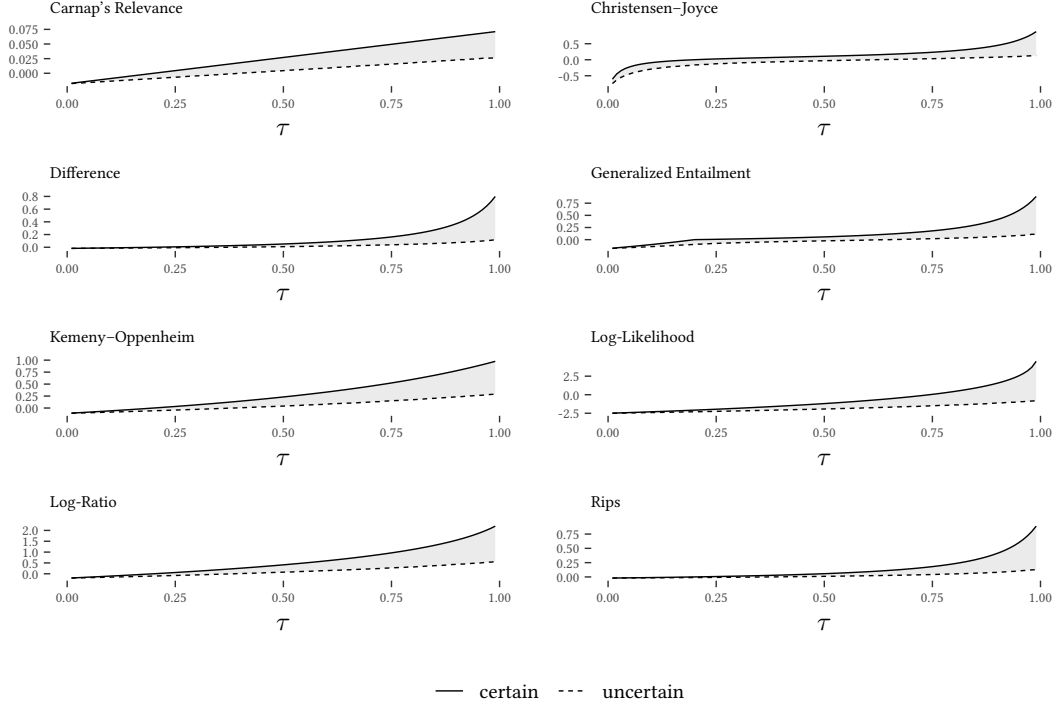 Carnap's Relevance
0.075
0.050
0.025
0.000
0.00 0.25 0.50 0.75 1.00
τ
Christensen–Joyce
0.5
0.0
-0.5
0.00 0.25 0.50 0.75 1.00
τ
Difference
0.8
0.6
0.4
0.2
0.0
0.00 0.25 0.50 0.75 1.00
τ
Generalized Entailment
0.75
0.50
0.25
0.00
0.00 0.25 0.50 0.75 1.00
τ
Kemeny–Oppenheim
1.00
0.75
0.50
0.25
0.00
0.00 0.25 0.50 0.75 1.00
τ
Log-Likelihood
2.5
0.0
-2.5
0.00 0.25 0.50 0.75 1.00
τ
Log-Ratio
2.0
1.5
1.0
0.5
0.0
0.00 0.25 0.50 0.75 1.00
τ
Rips
0.75
0.50
0.25
0.00
0.00 0.25 0.50 0.75 1.00
τ
certain uncertain